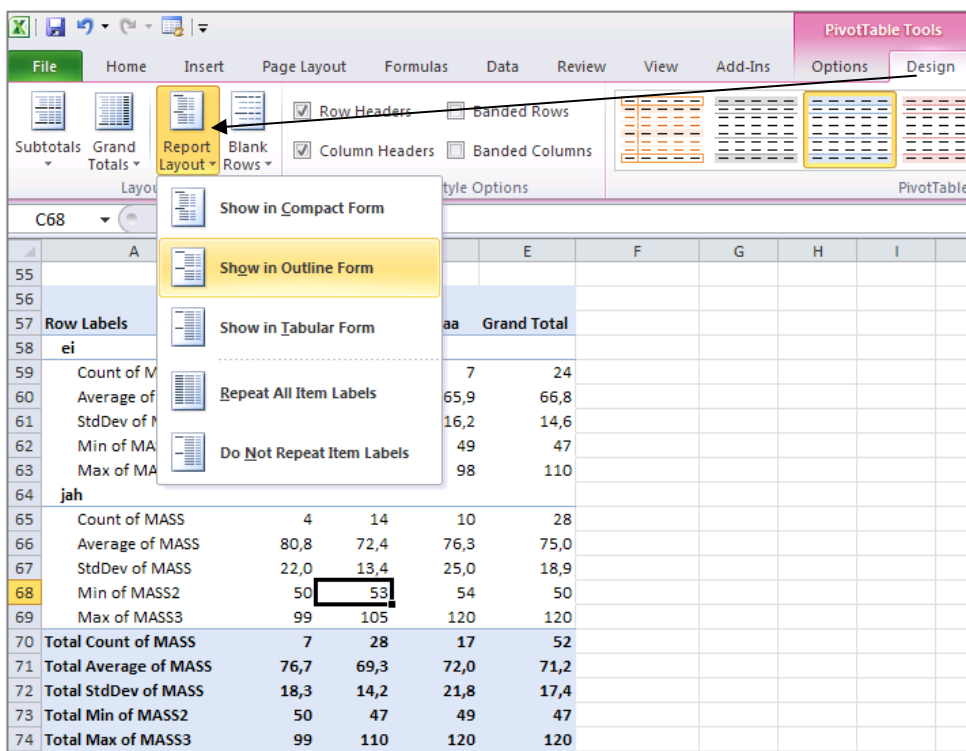 PivotTable Tools
File Home Insert Page Layout Formulas Data Review View Add-Ins Options Design
Subtotals Grand Totals Report Layout Blank Rows
Row Headers Banded Rows
Column Headers Banded Columns
Layou tyle Options PivotTable
C68
Show in Compact Form
Show in Outline Form
Show in Tabular Form
Repeat All Item Labels
Do Not Repeat Item Labels
A E F G H I
55
56
57 Row Labels aa Grand Total
58 ei
59 Count of M 7 24
60 Average of 65,9 66,8
61 StdDev of M 16,2 14,6
62 Min of MA 49 47
63 Max of MA 98 110
64 jah
65 Count of MASS 4 14 10 28
66 Average of MASS 80,8 72,4 76,3 75,0
67 StdDev of MASS 22,0 13,4 25,0 18,9
68 Min of MASS2 50 53 54 50
69 Max of MASS3 99 105 120 120
70 Total Count of MASS 7 28 17 52
71 Total Average of MASS 76,7 69,3 72,0 71,2
72 Total StdDev of MASS 18,3 14,2 21,8 17,4
73 Total Min of MASS2 50 47 49 47
74 Total Max of MASS3 99 110 120 120